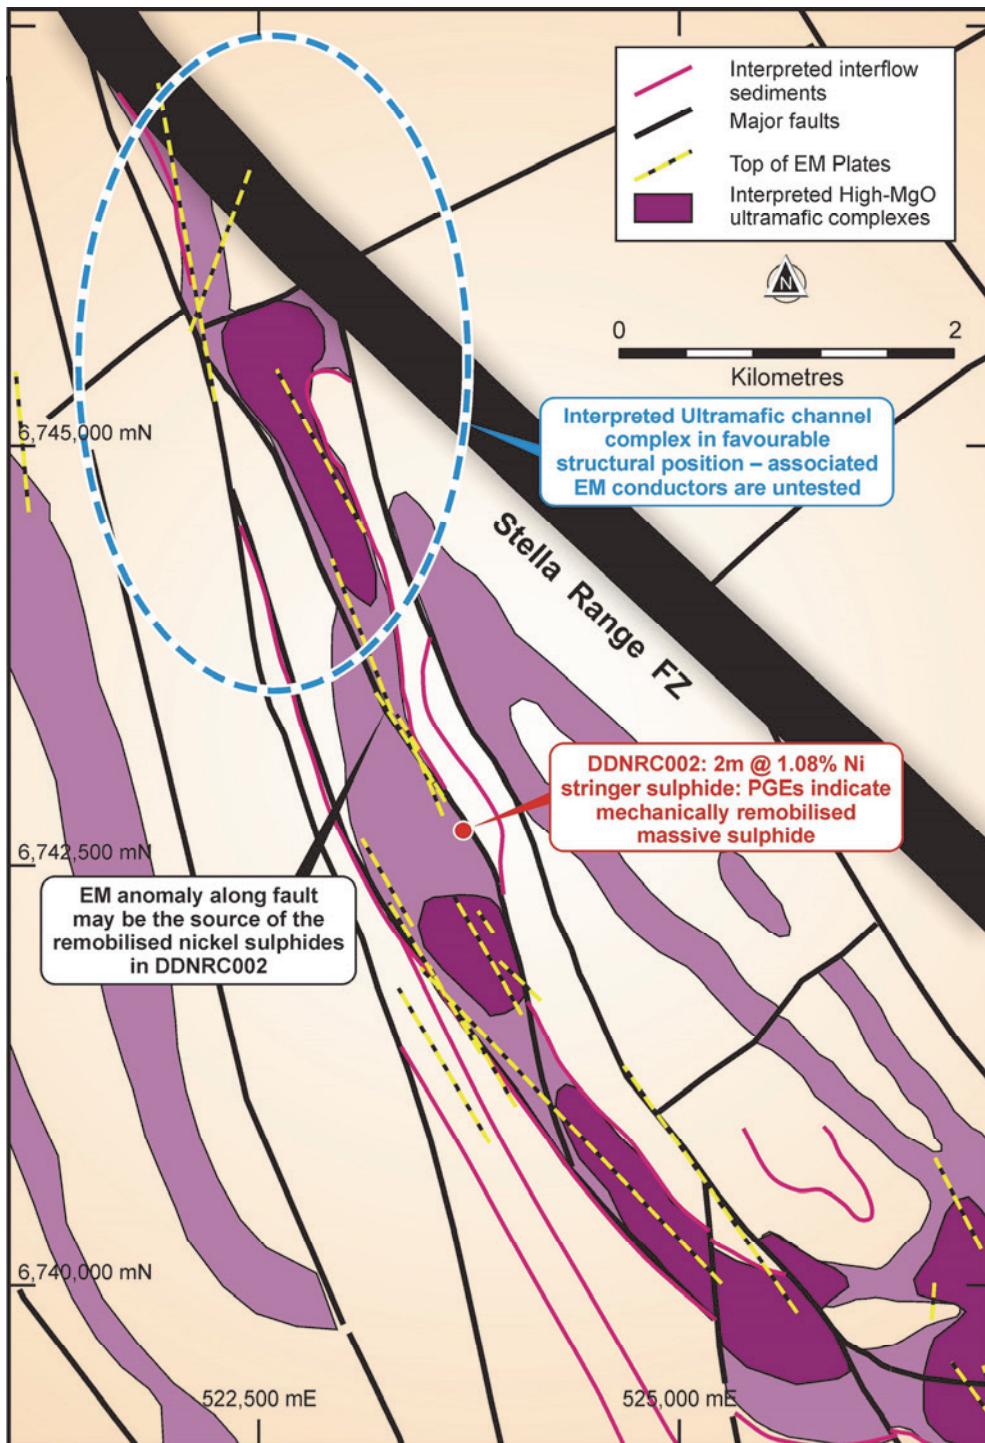 Interpreted interflow
sediments
Major faults
Top of EM Plates
Interpreted High-MgO
ultramafic complexes
N
0
2
Kilometres
Interpreted Ultramafic channel
complex in favourable
structural position – associated
EM conductors are untested
6,745,000 mN
Stella Range FZ
DDNRC002: 2m @ 1.08% Ni
stringer sulphide: PGEs indicate
mechanically remobilised
massive sulphide
6,742,500 mN
EM anomaly along fault
may be the source of the
remobilised nickel sulphides
in DDNRC002
6,740,000 mN
522,500 mE
525,000 mE